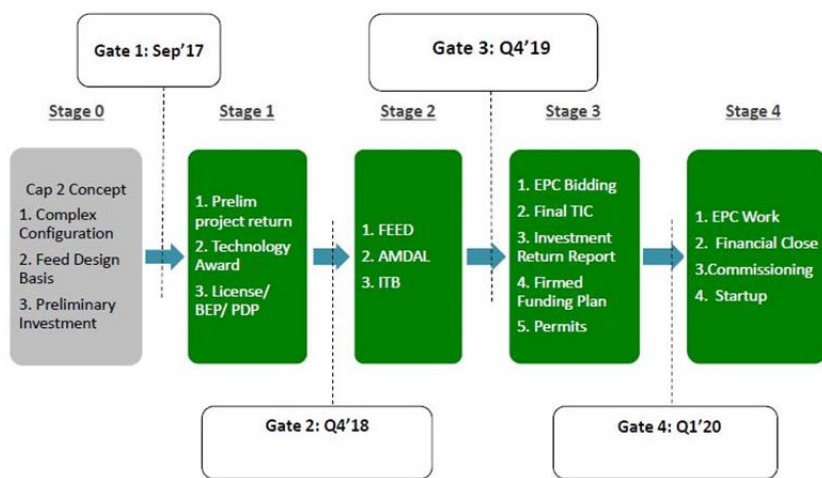 Gate 1: Sep'17
Gate 3: Q4'19
Stage 0
Stage 1
Stage 2
Stage 3
Stage 4
Cap 2 Concept
1. Complex
Configuration
2. Feed Design
Basis
3. Preliminary
Investment
1. Prelim
project return
2. Technology
Award
3. License/
BEP/ PDP
1. FEED
2. AMDAL
3. ITB
1. EPC Bidding
2. Final TIC
3. Investment
Return Report
4. Firmed
Funding Plan
5. Permits
1. EPC Work
2. Financial Close
3.Commissioning
4. Startup
Gate 2: Q4'18
Gate 4: Q1'20